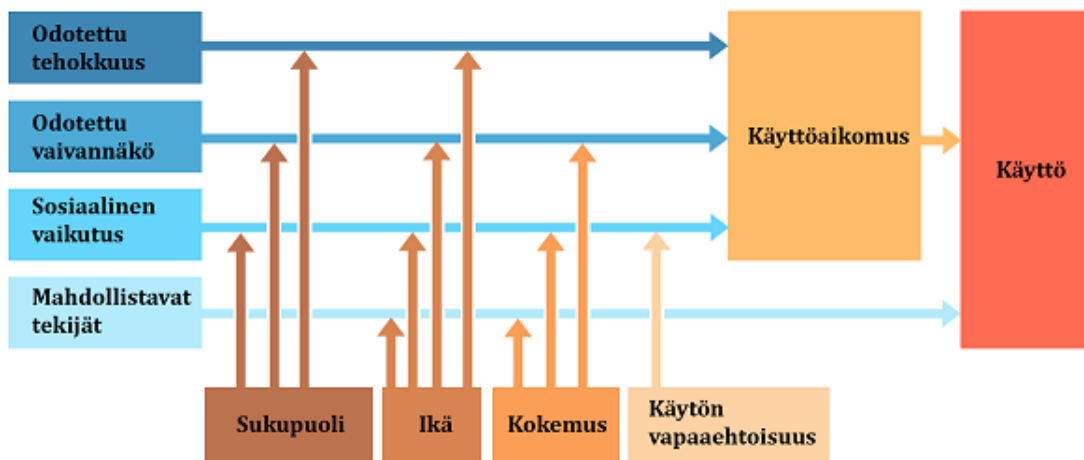 Odotettu
tehokkuus
Odotettu
vaivannäkö
Sosiaalinen
vaikutus
Mahdollistavat
tekijät
Käyttöaikomus
Käyttö
Sukupuoli
Ikä
Kokemus
Käytön
vapaaehtoisuus